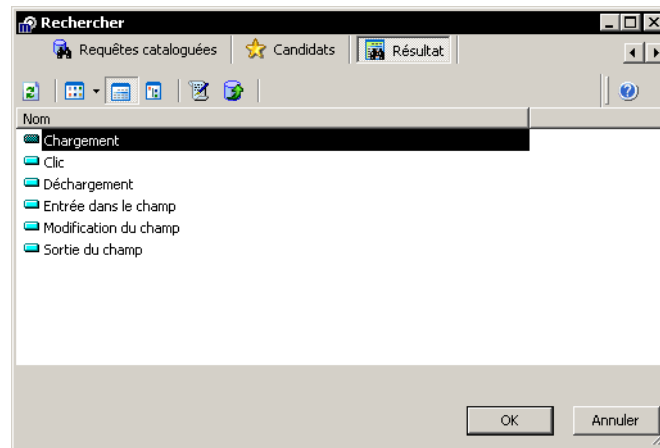 Rechercher
Requêtes cataloguées Candidats Résultat
Nom
Chargement
Clic
Déchargement
Entrée dans le champ
Modification du champ
Sortie du champ
OK Annuler